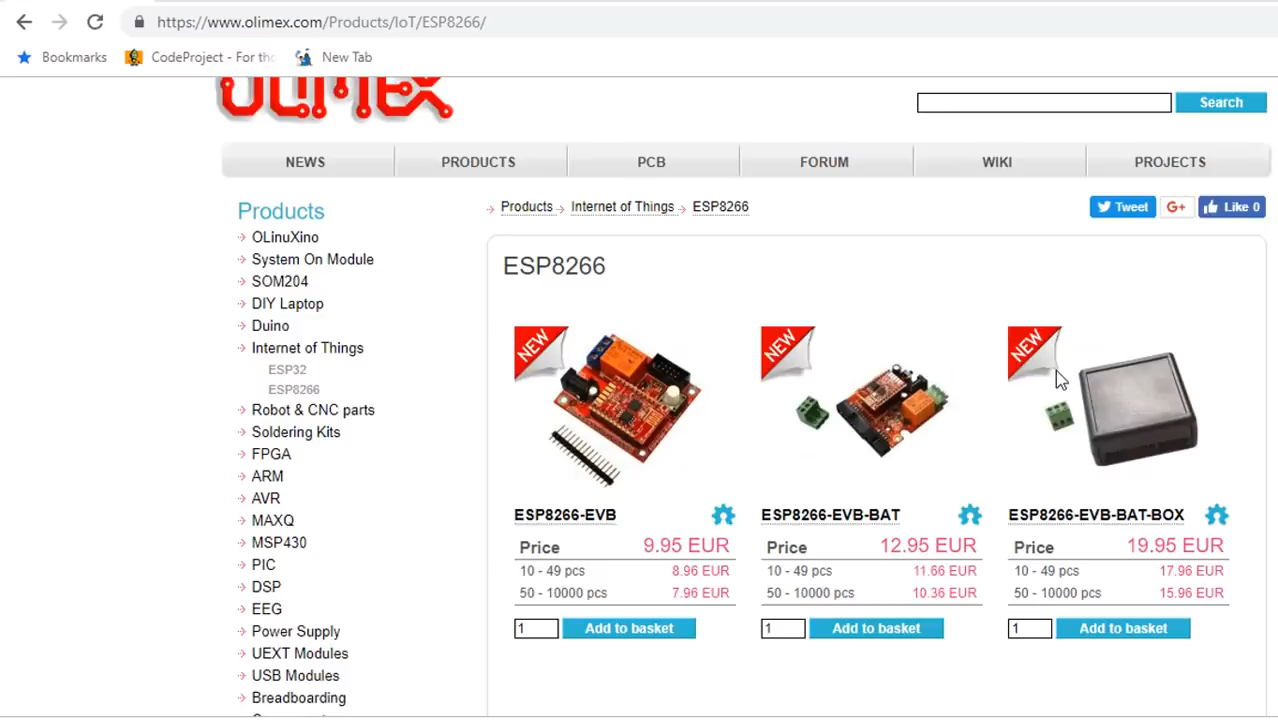 https://www.olimex.com/Products/IoT/ESP8266/
Bookmarks CodeProject - For tho New Tab
OLIMEX
Search
NEWS PRODUCTS PCB FORUM WIKI PROJECTS
Products
OLinuXino
System On Module
SOM204
DIY Laptop
Duino
Internet of Things
ESP32
ESP8266
Robot & CNC parts
Soldering Kits
FPGA
ARM
AVR
MAXQ
MSP430
PIC
DSP
EEG
Power Supply
UEXT Modules
USB Modules
Breadboarding
Products Internet of Things ESP8266
Tweet G+ Like 0
ESP8266
NEW
ESP8266-EVB
Price 9.95 EUR
10 - 49 pcs 8.96 EUR
50 - 10000 pcs 7.96 EUR
1 Add to basket
NEW
ESP8266-EVB-BAT
Price 12.95 EUR
10 - 49 pcs 11.66 EUR
50 - 10000 pcs 10.36 EUR
1 Add to basket
NEW
ESP8266-EVB-BAT-BOX
Price 19.95 EUR
10 - 49 pcs 17.96 EUR
50 - 10000 pcs 15.96 EUR
1 Add to basket